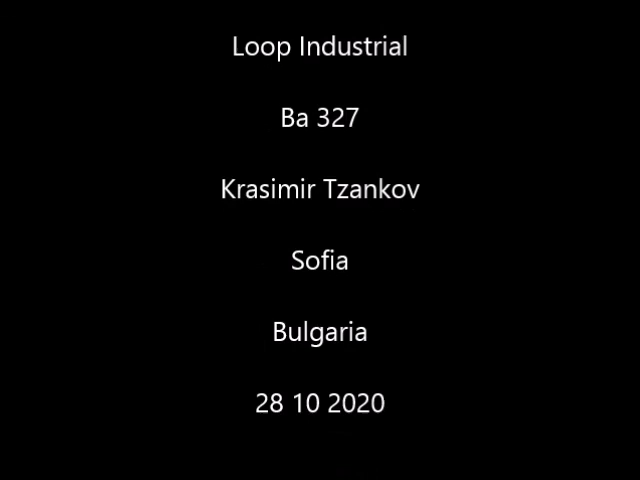 Loop Industrial
Ba 327
Krasimir Tzankov
Sofia
Bulgaria
28 10 2020